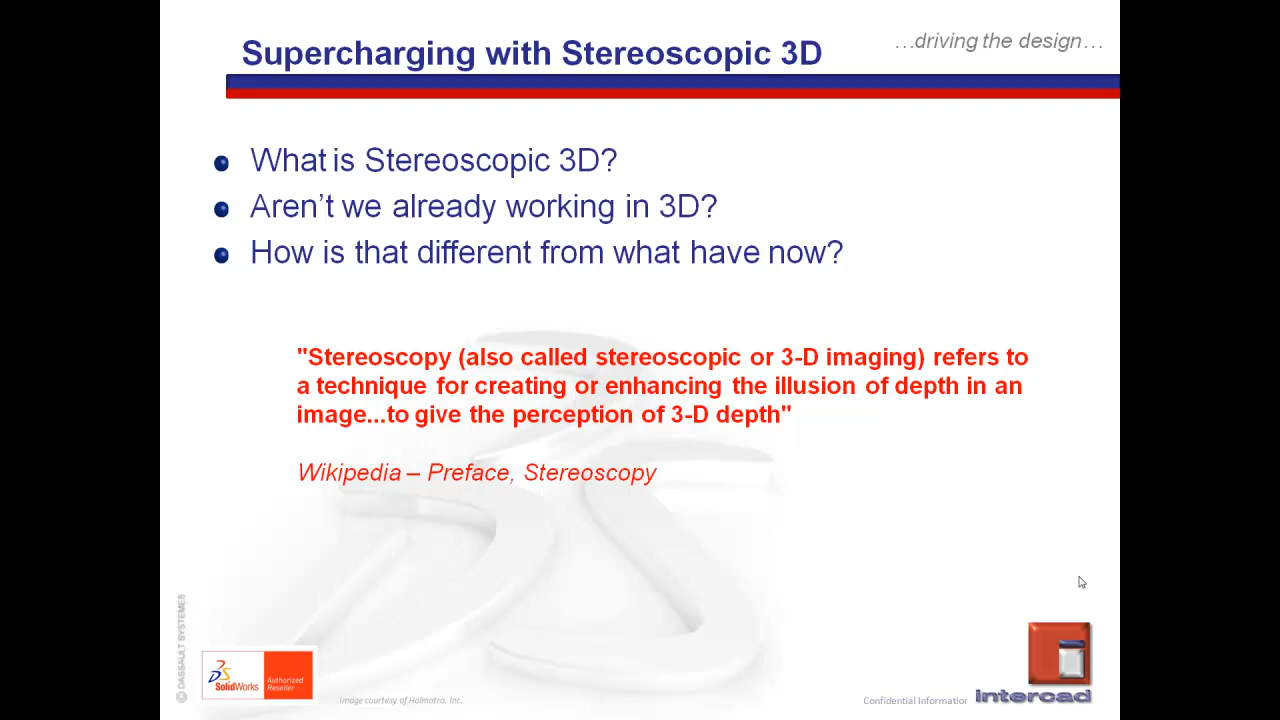 Supercharging with Stereoscopic 3D
…driving the design…
What is Stereoscopic 3D?
Aren’t we already working in 3D?
How is that different from what have now?
"Stereoscopy (also called stereoscopic or 3-D imaging) refers to
a technique for creating or enhancing the illusion of depth in an
image...to give the perception of 3-D depth"
Wikipedia – Preface, Stereoscopy
© DASSAULT SYSTEMES
SolidWorks
Authorized
Reseller
Image courtesy of Holmatro, Inc.
Confidential Informatior
intercad